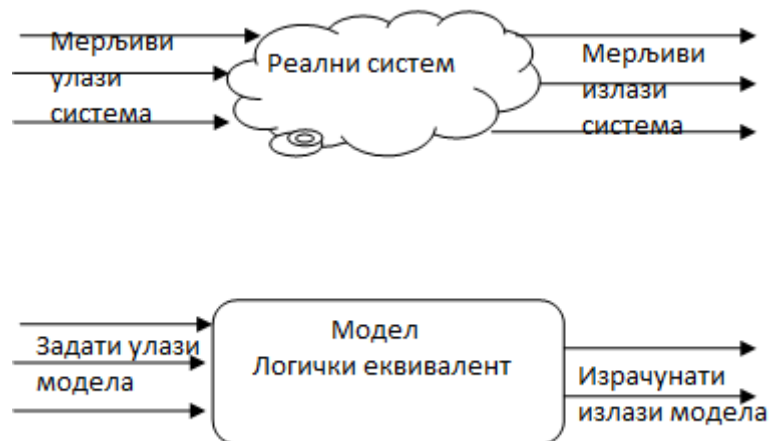 Мерљиви
улази
система
Реални систем
Мерљиви
излази
система
Задати улази
модела
Модел
Логички еквивалент
Израчунати
излази модела